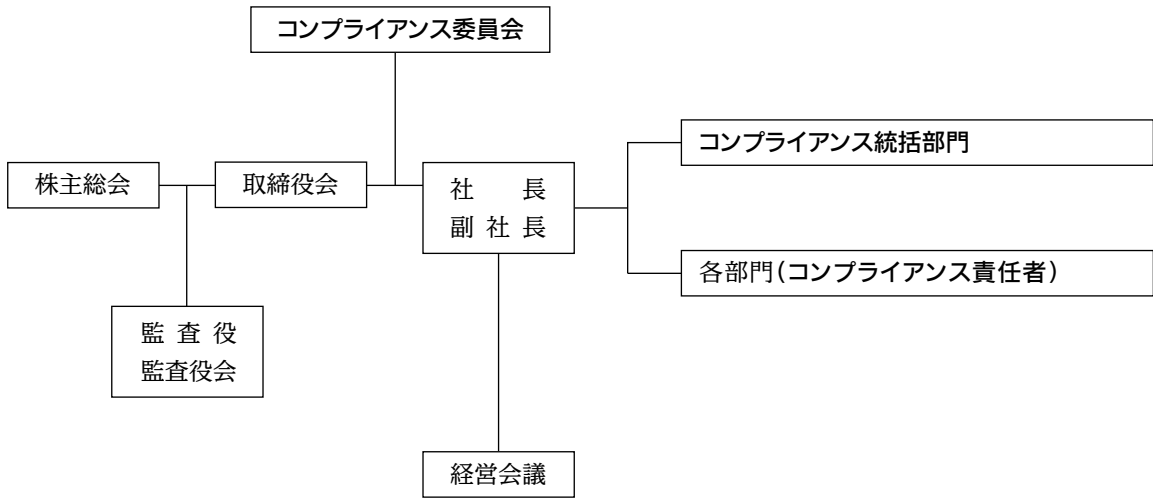 コンプライアンス委員会
コンプライアンス統括部門
株主総会
取締役会
社　長
副社長
各部門(コンプライアンス責任者)
監査役
監査役会
経営会議